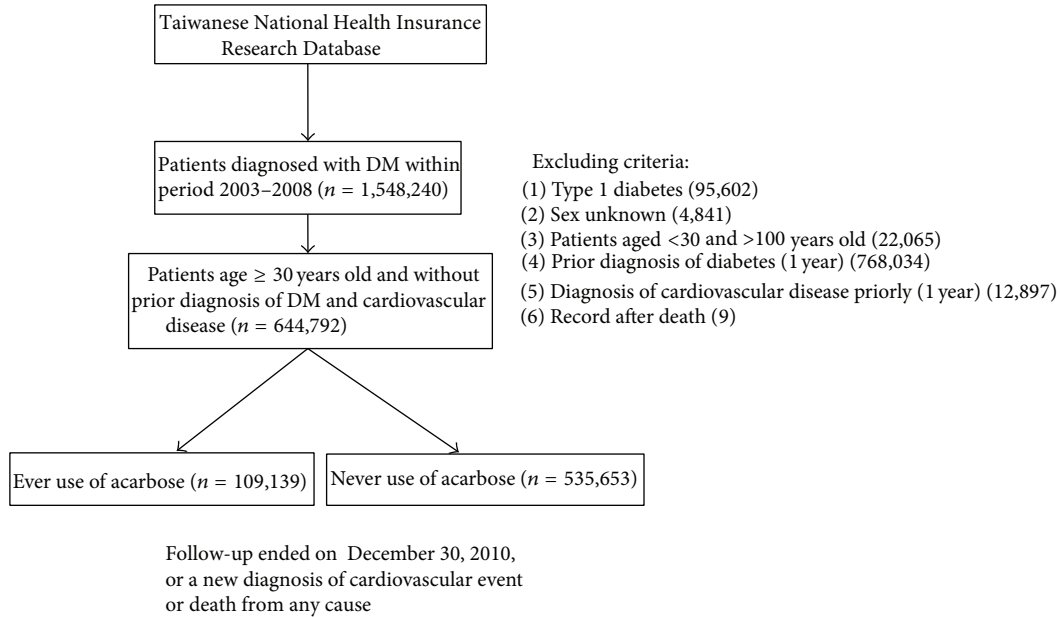 Taiwanese National Health Insurance
Research Database
Patients diagnosed with DM within
period 2003–2008 (n = 1,548,240)
Excluding criteria:
(1) Type 1 diabetes (95,602)
(2) Sex unknown (4,841)
(3) Patients aged <30 and >100 years old (22,065)
(4) Prior diagnosis of diabetes (1 year) (768,034)
(5) Diagnosis of cardiovascular disease priorly (1 year) (12,897)
(6) Record after death (9)
Patients age ≥ 30 years old and without
prior diagnosis of DM and cardiovascular
disease (n = 644,792)
Ever use of acarbose (n = 109,139)
Never use of acarbose (n = 535,653)
Follow-up ended on December 30, 2010,
or a new diagnosis of cardiovascular event
or death from any cause